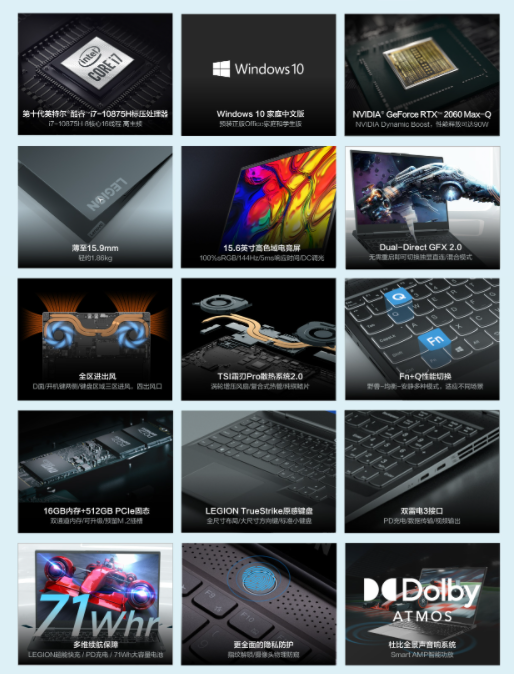 intel
CORE i7
第十代英特尔®酷睿™i7-10875H标压处理器
i7-10875H 8核心16线程 高主频
Windows 10
Windows 10 家庭中文版
预装正版Office家庭和学生版
NVIDIA® GeForce RTX™ 2060 Max-Q
NVIDIA Dynamic Boost，性能释放可达90W
LEGION
薄至15.9mm
轻约1.86kg
15.6英寸高色域电竞屏
100%sRGB/144Hz/5ms响应时间/DC调光
Dual-Direct GFX 2.0
无需重启即可切换独显直连/混合模式
全区进出风
D面/开机键两侧/键盘区域三区进风，四出风口
TSI霜刃Pro散热系统2.0
涡轮增压风扇/复合式热管/纯铜鳍片
Q
Fn
Fn+Q性能切换
野兽-均衡-安静多种模式，适应不同场景
16GB内存+512GB PCIe固态
双通道内存/可升级/预留M.2插槽
LEGION TrueStrike原感键盘
全尺寸布局/大尺寸方向键/标准小键盘
双雷电3接口
PD充电/数据传输/视频输出
71Whr
多维续航保障
LEGION超能快充 / PD充电 / 71Wh大容量电池
更全面的隐私防护
指纹解锁/摄像头物理防窥
Dolby
ATMOS
杜比全景声音响系统
Smart AMP智能功放